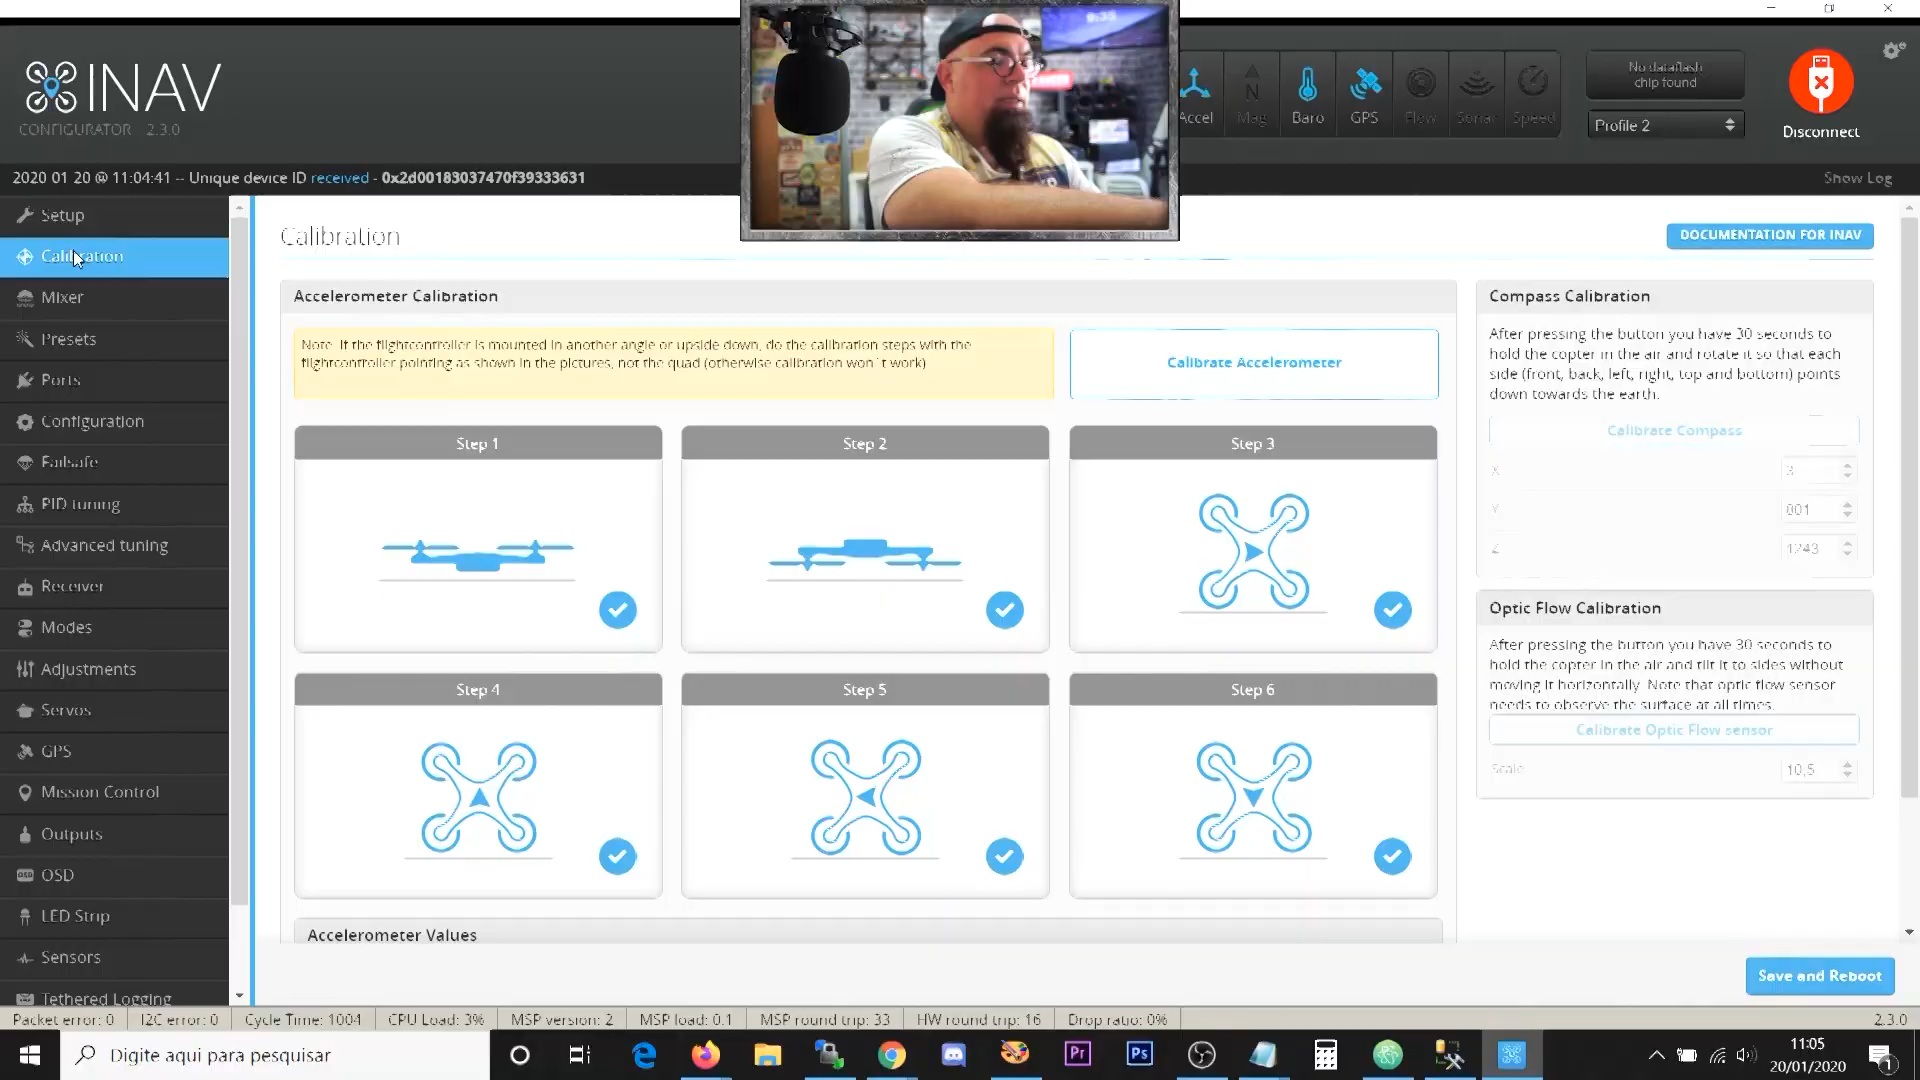 INAV
CONFIGURATOR 2.3.0
9:38
Accel
Mag
Baro
GPS
Flow
Sonar
Speed
No dataflash
chip found
Profile 2
Disconnect
2020 01 20 @ 11:04:41 -- Unique device ID received - 0x2d00183037470f39333631
Show Log
Setup
Calibration
Mixer
Presets
Ports
Configuration
Failsafe
PID tuning
Advanced tuning
Receiver
Modes
Adjustments
Servos
GPS
Mission Control
Outputs
OSD
LED Strip
Sensors
Tethered Logging
Calibration
DOCUMENTATION FOR INAV
Accelerometer Calibration
Note: If the flightcontroller is mounted in another angle or upside down, do the calibration steps with the
flightcontroller pointing as shown in the pictures, not the quad (otherwise calibration won`t work)
Calibrate Accelerometer
Step 1
Step 2
Step 3
Step 4
Step 5
Step 6
Accelerometer Values
Compass Calibration
After pressing the button you have 30 seconds to
hold the copter in the air and rotate it so that each
side (front, back, left, right, top and bottom) points
down towards the earth.
Calibrate Compass
X 3
Y 001
Z 1243
Optic Flow Calibration
After pressing the button you have 30 seconds to
hold the copter in the air and tilt it to sides without
moving it horizontally. Note that optic flow sensor
needs to observe the surface at all times.
Calibrate Optic Flow sensor
Scale 10,5
Save and Reboot
Packet error: 0
I2C error: 0
Cycle Time: 1004
CPU Load: 3%
MSP version: 2
MSP load: 0.1
MSP round trip: 33
HW round trip: 16
Drop ratio: 0%
2.3.0
Digite aqui para pesquisar
Pr
Ps
11:05
20/01/2020
1